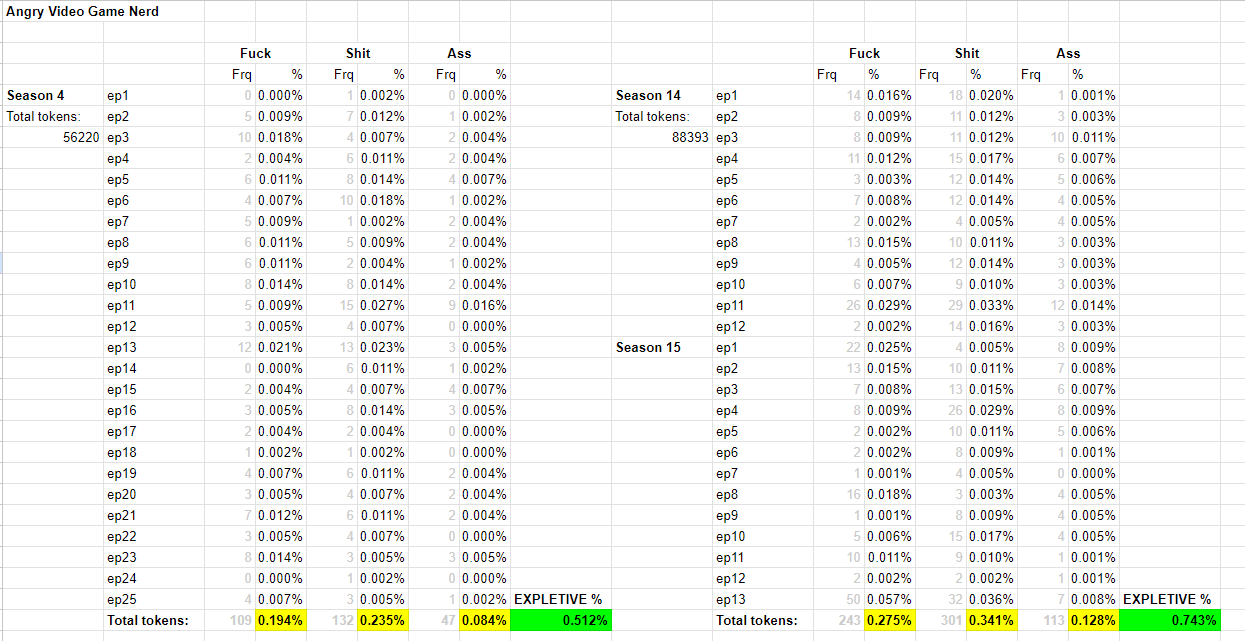 Angry Video Game Nerd
Fuck Shit Ass Fuck Shit Ass
Frq % Frq % Frq % Frq % Frq % Frq %
Season 4 ep1 0 0.000% 1 0.002% 0 0.000% Season 14 ep1 14 0.016% 18 0.020% 1 0.001%
Total tokens: ep2 5 0.009% 7 0.012% 1 0.002% Total tokens: ep2 8 0.009% 11 0.012% 3 0.003%
56220 ep3 10 0.018% 4 0.007% 2 0.004% 88393 ep3 8 0.009% 11 0.012% 10 0.011%
ep4 2 0.004% 6 0.011% 2 0.004% ep4 11 0.012% 15 0.017% 6 0.007%
ep5 6 0.011% 8 0.014% 4 0.007% ep5 3 0.003% 12 0.014% 5 0.006%
ep6 4 0.007% 10 0.018% 1 0.002% ep6 7 0.008% 12 0.014% 4 0.005%
ep7 5 0.009% 1 0.002% 2 0.004% ep7 2 0.002% 4 0.005% 4 0.005%
ep8 6 0.011% 5 0.009% 2 0.004% ep8 13 0.015% 10 0.011% 3 0.003%
ep9 6 0.011% 2 0.004% 1 0.002% ep9 4 0.005% 12 0.014% 3 0.003%
ep10 8 0.014% 8 0.014% 2 0.004% ep10 6 0.007% 9 0.010% 3 0.003%
ep11 5 0.009% 15 0.027% 9 0.016% ep11 26 0.029% 29 0.033% 12 0.014%
ep12 3 0.005% 4 0.007% 0 0.000% ep12 2 0.002% 14 0.016% 3 0.003%
ep13 12 0.021% 13 0.023% 3 0.005% Season 15 ep1 22 0.025% 4 0.005% 8 0.009%
ep14 0 0.000% 6 0.011% 1 0.002% ep2 13 0.015% 10 0.011% 7 0.008%
ep15 2 0.004% 4 0.007% 4 0.007% ep3 7 0.008% 13 0.015% 6 0.007%
ep16 3 0.005% 8 0.014% 3 0.005% ep4 8 0.009% 26 0.029% 8 0.009%
ep17 2 0.004% 2 0.004% 0 0.000% ep5 2 0.002% 10 0.011% 5 0.006%
ep18 1 0.002% 1 0.002% 0 0.000% ep6 2 0.002% 8 0.009% 1 0.001%
ep19 4 0.007% 6 0.011% 2 0.004% ep7 1 0.001% 4 0.005% 0 0.000%
ep20 3 0.005% 4 0.007% 2 0.004% ep8 16 0.018% 3 0.003% 4 0.005%
ep21 7 0.012% 6 0.011% 2 0.004% ep9 1 0.001% 8 0.009% 4 0.005%
ep22 3 0.005% 4 0.007% 0 0.000% ep10 5 0.006% 15 0.017% 4 0.005%
ep23 8 0.014% 3 0.005% 3 0.005% ep11 10 0.011% 9 0.010% 1 0.001%
ep24 0 0.000% 1 0.002% 0 0.000% ep12 2 0.002% 2 0.002% 1 0.001%
ep25 4 0.007% 3 0.005% 1 0.002% EXPLETIVE % ep13 50 0.057% 32 0.036% 7 0.008% EXPLETIVE %
Total tokens: 109 0.194% 132 0.235% 47 0.084% 0.512% Total tokens: 243 0.275% 301 0.341% 113 0.128% 0.743%